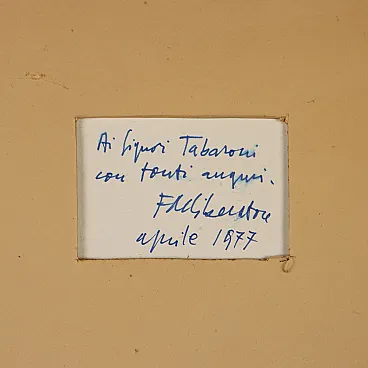 Ai Signori Tabaroni
con tanti auguri.
aprile 1977